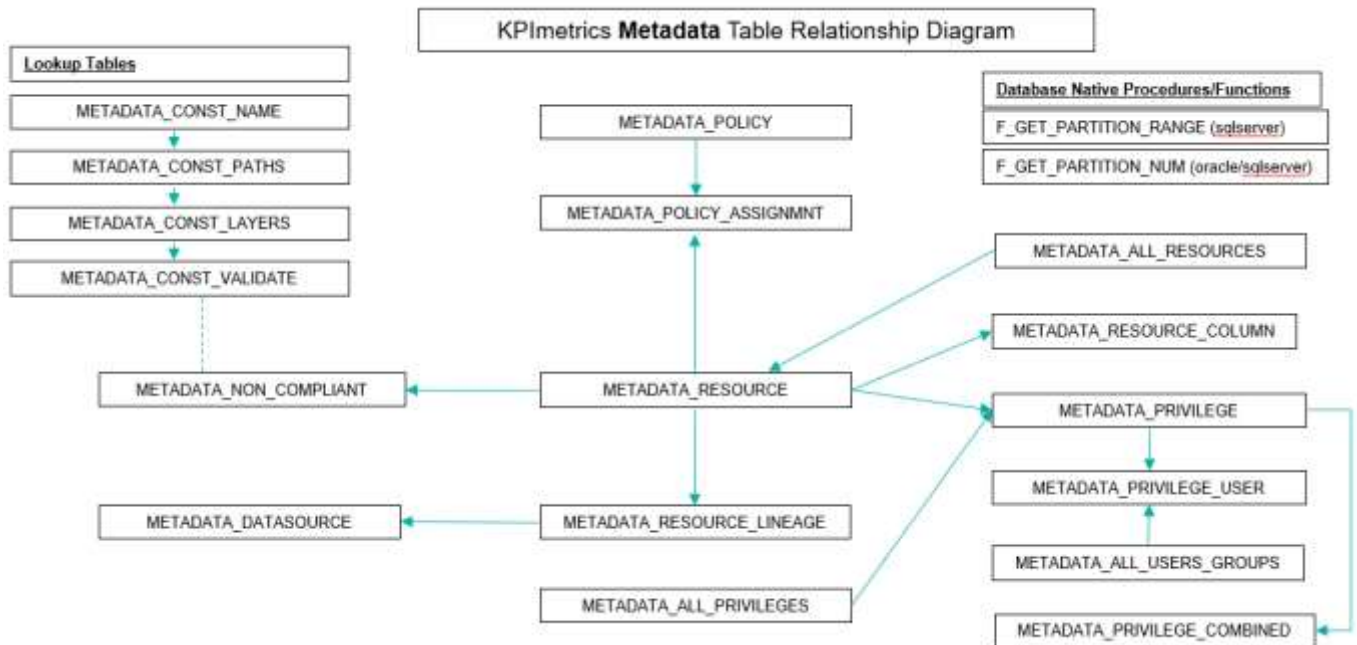 KPImetrics Metadata Table Relationship Diagram
Lookup Tables
METADATA_CONST_NAME
METADATA_CONST_PATHS
METADATA_CONST_LAYERS
METADATA_CONST_VALIDATE
METADATA_POLICY
METADATA_POLICY_ASSIGNMNT
Database Native Procedures/Functions
F_GET_PARTITION_RANGE (sqlserver)
F_GET_PARTITION_NUM (oracle/sqlserver)
METADATA_ALL_RESOURCES
METADATA_RESOURCE_COLUMN
METADATA_NON_COMPLIANT
METADATA_RESOURCE
METADATA_PRIVILEGE
METADATA_PRIVILEGE_USER
METADATA_DATASOURCE
METADATA_RESOURCE_LINEAGE
METADATA_ALL_USERS_GROUPS
METADATA_ALL_PRIVILEGES
METADATA_PRIVILEGE_COMBINED